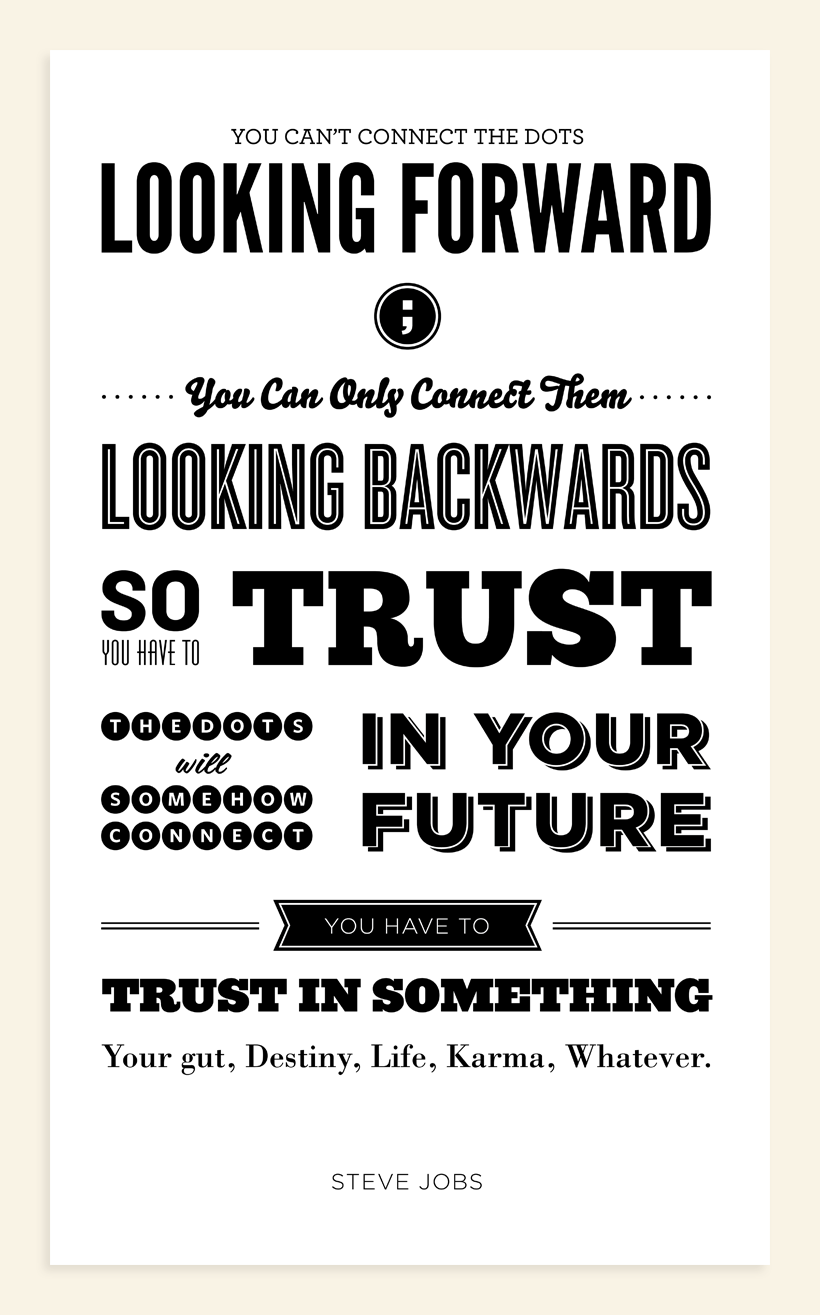 YOU CAN'T CONNECT THE DOTS
LOOKING FORWARD
;
You Can Only Connect Them
LOOKING BACKWARDS
SO
YOU HAVE TO
TRUST
THE DOTS
will
SOMEHOW
CONNECT
IN YOUR
FUTURE
YOU HAVE TO
TRUST IN SOMETHING
Your gut, Destiny, Life, Karma, Whatever.
STEVE JOBS